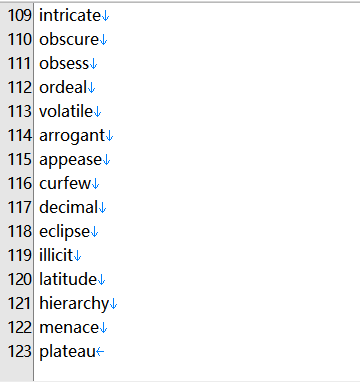 109 intricate↓
110 obscure↓
111 obsess↓
112 ordeal↓
113 volatile↓
114 arrogant↓
115 appease↓
116 curfew↓
117 decimal↓
118 eclipse↓
119 illicit↓
120 latitude↓
121 hierarchy↓
122 menace↓
123 plateau←